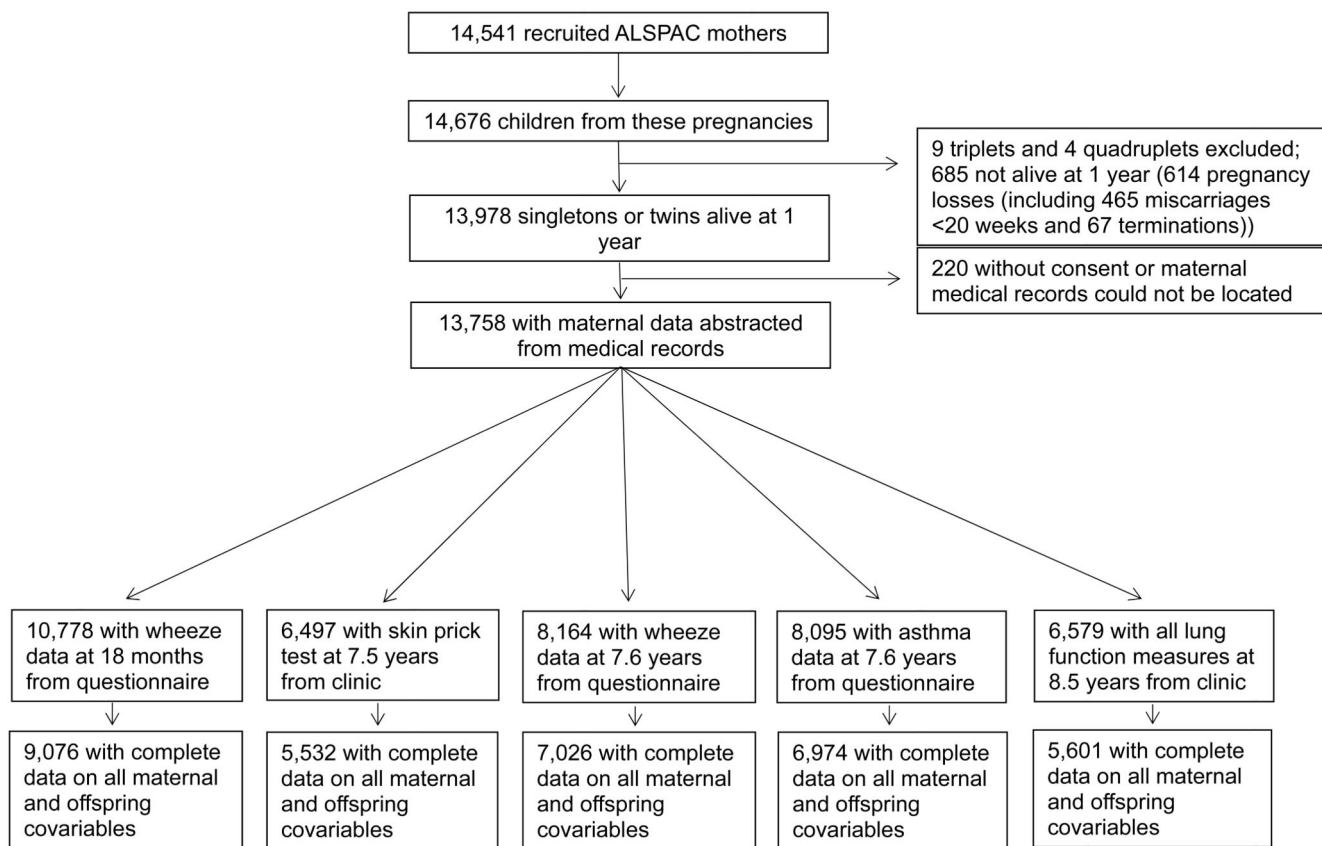 14,541 recruited ALSPAC mothers
14,676 children from these pregnancies
9 triplets and 4 quadruplets excluded;
685 not alive at 1 year (614 pregnancy
losses (including 465 miscarriages
<20 weeks and 67 terminations))
13,978 singletons or twins alive at 1
year
220 without consent or maternal
medical records could not be located
13,758 with maternal data abstracted
from medical records
10,778 with wheeze
data at 18 months
from questionnaire
6,497 with skin prick
test at 7.5 years
from clinic
8,164 with wheeze
data at 7.6 years
from questionnaire
8,095 with asthma
data at 7.6 years
from questionnaire
6,579 with all lung
function measures at
8.5 years from clinic
9,076 with complete
data on all maternal
and offspring
covariables
5,532 with complete
data on all maternal
and offspring
covariables
7,026 with complete
data on all maternal
and offspring
covariables
6,974 with complete
data on all maternal
and offspring
covariables
5,601 with complete
data on all maternal
and offspring
covariables